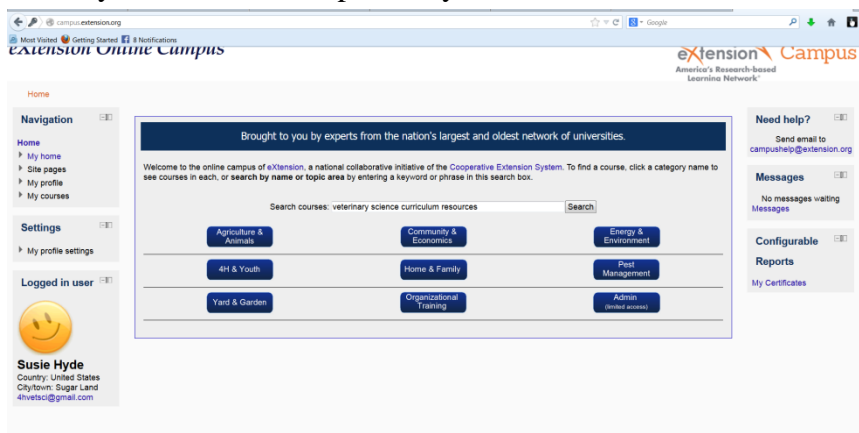 campus.extension.org
Google
Most Visited
Getting Started
8 Notifications
eXtension Online Campus
eXtension Campus
America's Research-based
Learning Network
Home
Navigation
Home
My home
Site pages
My profile
My courses
Settings
My profile settings
Logged in user
Susie Hyde
Country: United States
City/town: Sugar Land
4hvetsci@gmail.com
Brought to you by experts from the nation's largest and oldest network of universities.
Welcome to the online campus of eXtension, a national collaborative initiative of the Cooperative Extension System. To find a course, click a category name to
see courses in each, or search by name or topic area by entering a keyword or phrase in this search box.
Search courses: veterinary science curriculum resources Search
Agriculture &
Animals
Community &
Economics
Energy &
Environment
4H & Youth
Home & Family
Pest
Management
Yard & Garden
Organizational
Training
Admin
(limited access)
Need help?
Send email to
campushelp@extension.org
Messages
No messages waiting
Messages
Configurable
Reports
My Certificates